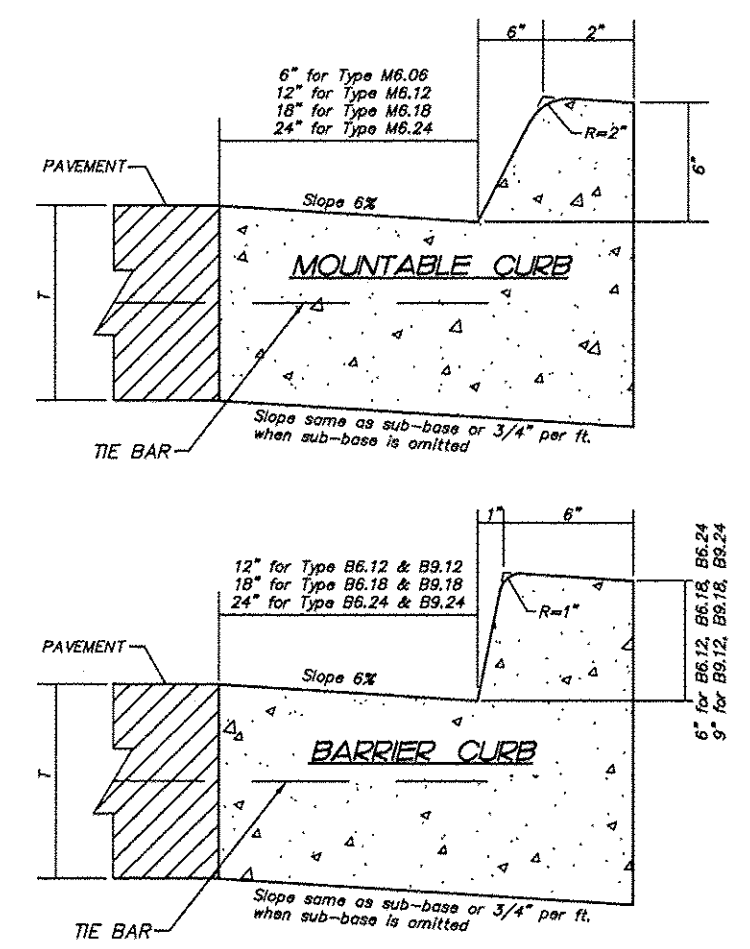 6" 2"
6" for Type M6.06
12" for Type M6.12
18" for Type M6.18
24" for Type M6.24
R=2"
PAVEMENT
6"
Slope 6%
MOUNTABLE CURB
T
Slope same as sub-base or 3/4" per ft.
when sub-base is omitted
TIE BAR
1" 6"
12" for Type B6.12 & B9.12
18" for Type B6.18 & B9.18
24" for Type B6.24 & B9.24
R=1"
6" for B6.12, B6.18, B6.24
9" for B9.12, B9.18, B9.24
PAVEMENT
Slope 6%
BARRIER CURB
T
Slope same as sub-base or 3/4" per ft.
when sub-base is omitted
TIE BAR